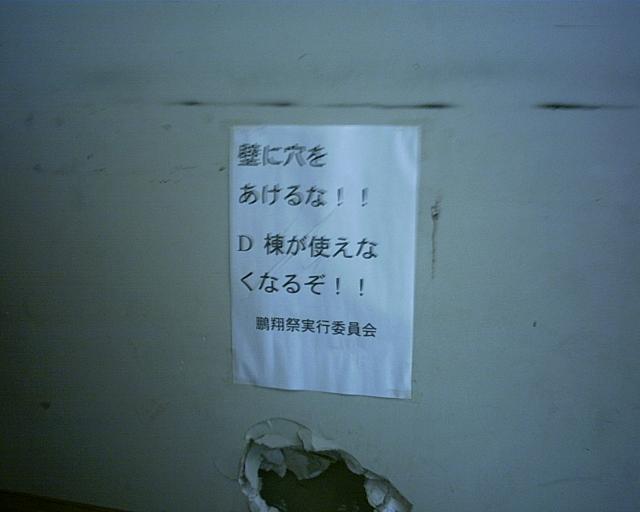 壁に穴を
あけるな！！
D 棟が使えな
くなるぞ！！
鵬翔祭実行委員会